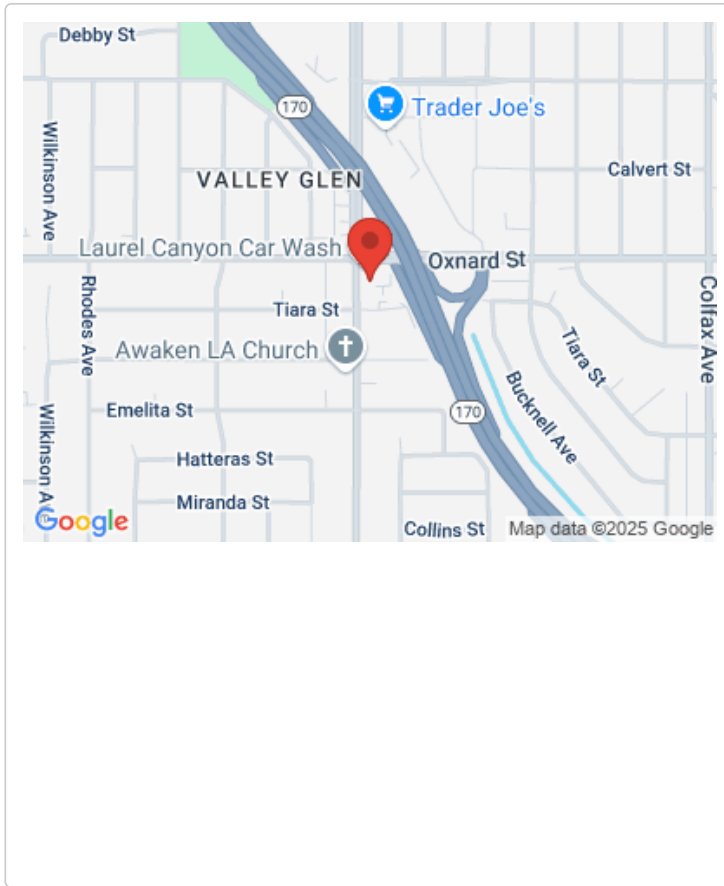 Debby St
170
Trader Joe's
Wilkinson Ave
Calvert St
VALLEY GLEN
Laurel Canyon Car Wash
Oxnard St
Rhodes Ave
Tiara St
Colfax Ave
Tiara St
Awaken LA Church
Bucknell Ave
Emelita St
170
Wilkinson Av
Hatteras St
Miranda St
Google
Collins St
Map data ©2025 Google